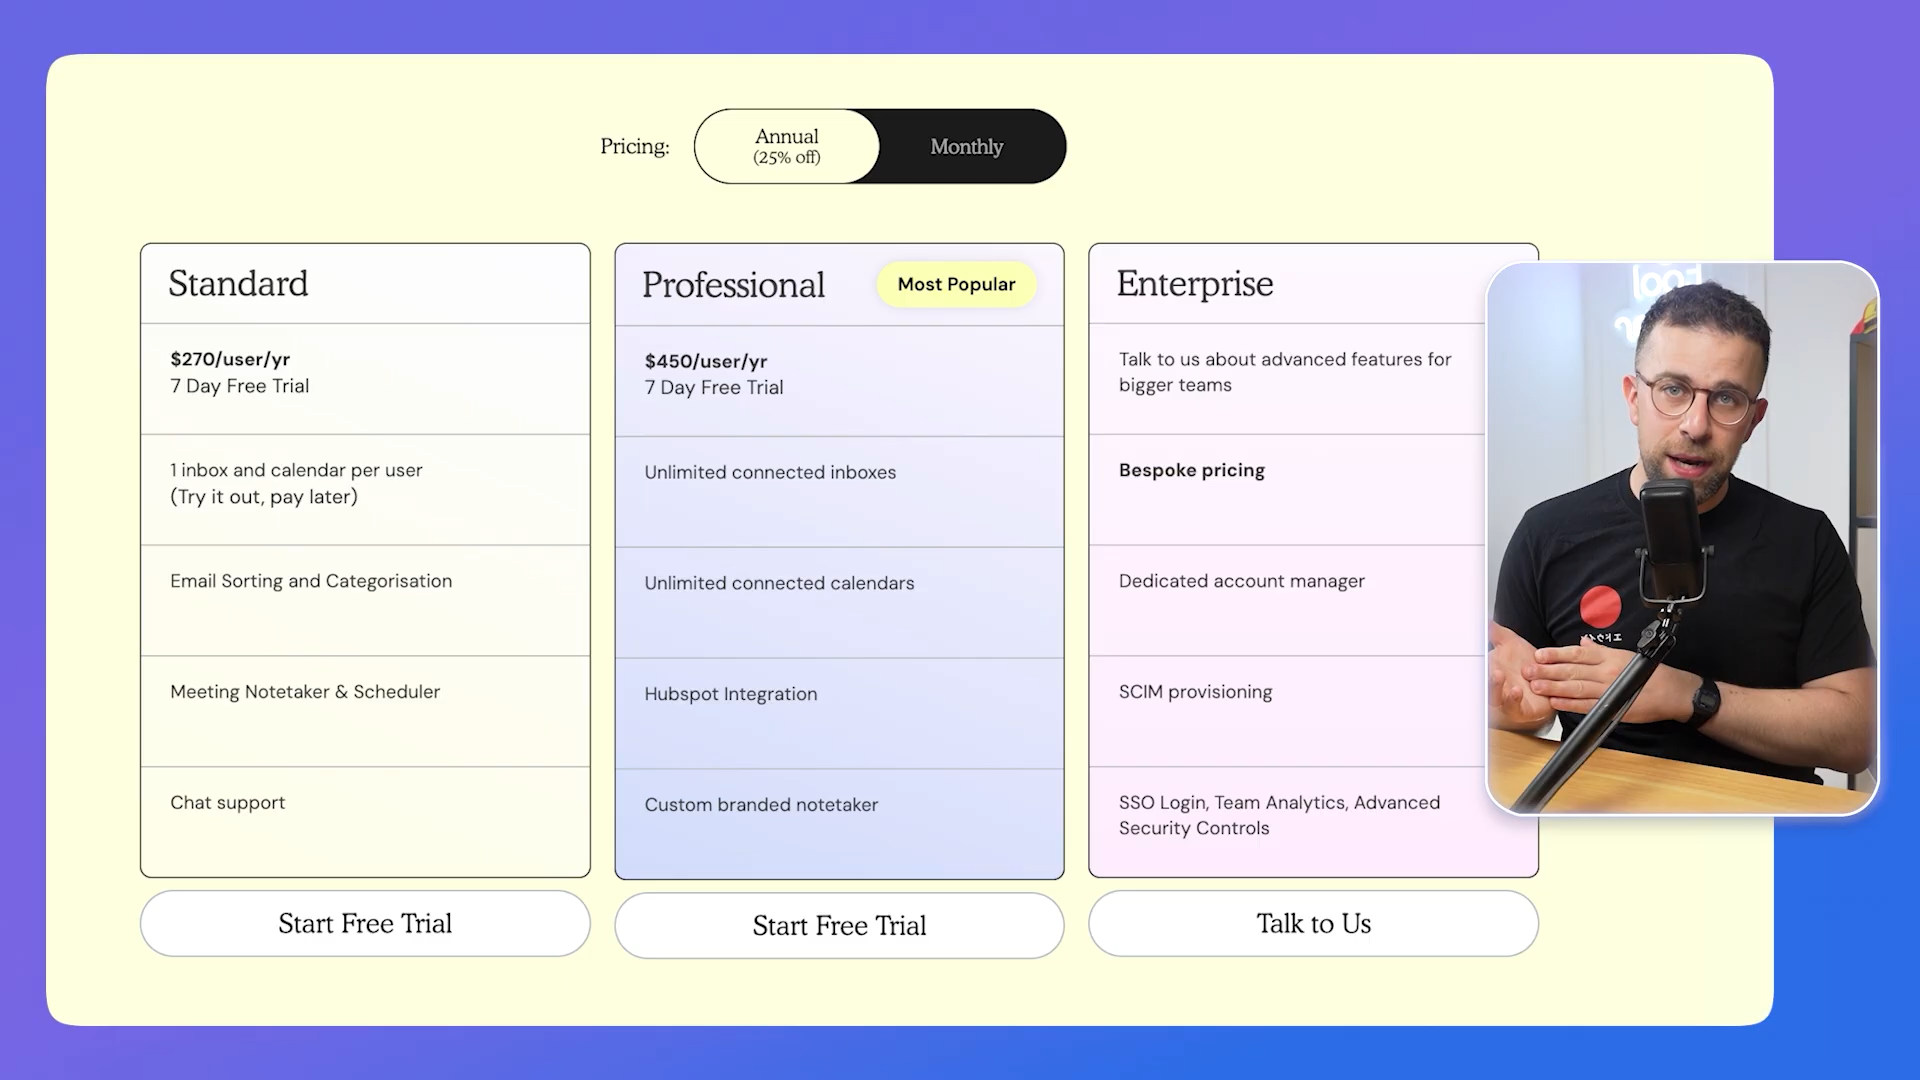 Pricing:
Annual
(25% off)
Monthly
Standard
$270/user/yr
7 Day Free Trial
1 inbox and calendar per user
(Try it out, pay later)
Email Sorting and Categorisation
Meeting Notetaker & Scheduler
Chat support
Start Free Trial
Professional
Most Popular
$450/user/yr
7 Day Free Trial
Unlimited connected inboxes
Unlimited connected calendars
Hubspot Integration
Custom branded notetaker
Start Free Trial
Enterprise
Talk to us about advanced features for
bigger teams
Bespoke pricing
Dedicated account manager
SCIM provisioning
SSO Login, Team Analytics, Advanced
Security Controls
Talk to Us